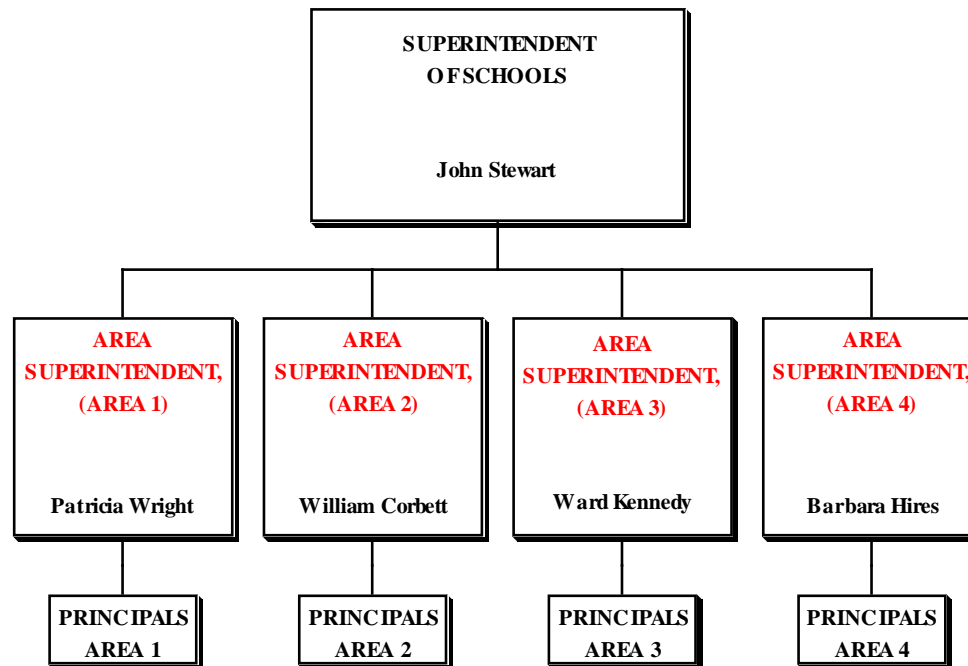 SUPERINTENDENT
OF SCHOOLS
John Stewart
AREA
SUPERINTENDENT,
(AREA 1)
Patricia Wright
AREA
SUPERINTENDENT,
(AREA 2)
William Corbett
AREA
SUPERINTENDENT,
(AREA 3)
Ward Kennedy
AREA
SUPERINTENDENT,
(AREA 4)
Barbara Hires
PRINCIPALS
AREA 1
PRINCIPALS
AREA 2
PRINCIPALS
AREA 3
PRINCIPALS
AREA 4